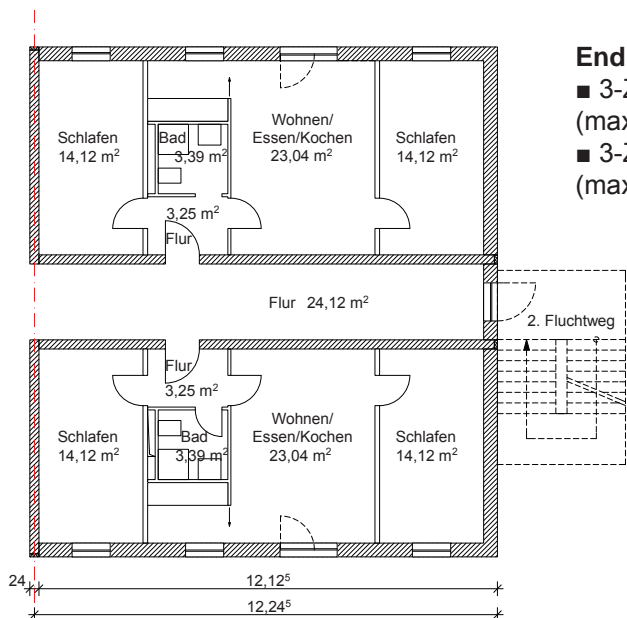 End
■ 3-Z
(max
■ 3-Z
(max
Schlafen
14,12 m²
Bad
3,39 m²
Wohnen/
Essen/Kochen
23,04 m²
Schlafen
14,12 m²
3,25 m²
Flur
Flur 24,12 m²
2. Fluchtweg
Flur
3,25 m²
Schlafen
14,12 m²
Bad
3,39 m²
Wohnen/
Essen/Kochen
23,04 m²
Schlafen
14,12 m²
24
12,12⁵
12,24⁵